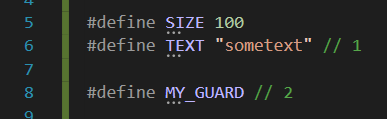 5 #define SIZE 100
6 #define TEXT "sometext" // 1
7
8 #define MY_GUARD // 2
9